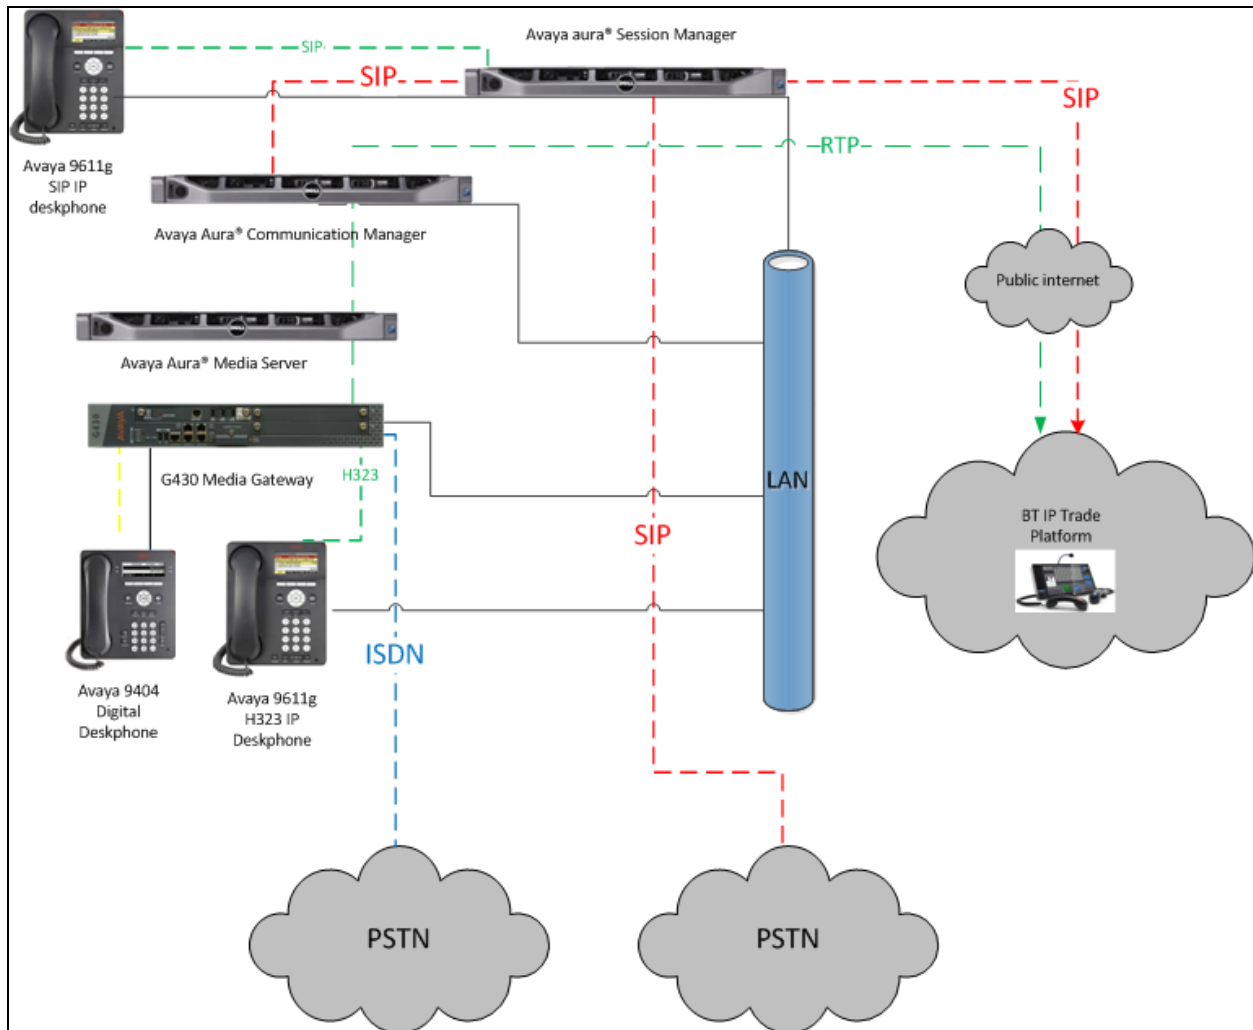 Avaya aura® Session Manager
SIP
SIP
SIP
RTP
Avaya 9611g
SIP IP
deskphone
Avaya Aura® Communication Manager
Public internet
Avaya Aura® Media Server
G430
AVAYA
G430 Media Gateway
H323
LAN
BT IP Trade
Platform
SIP
ISDN
Avaya 9404
Digital
Deskphone
Avaya 9611g
H323 IP
Deskphone
PSTN
PSTN